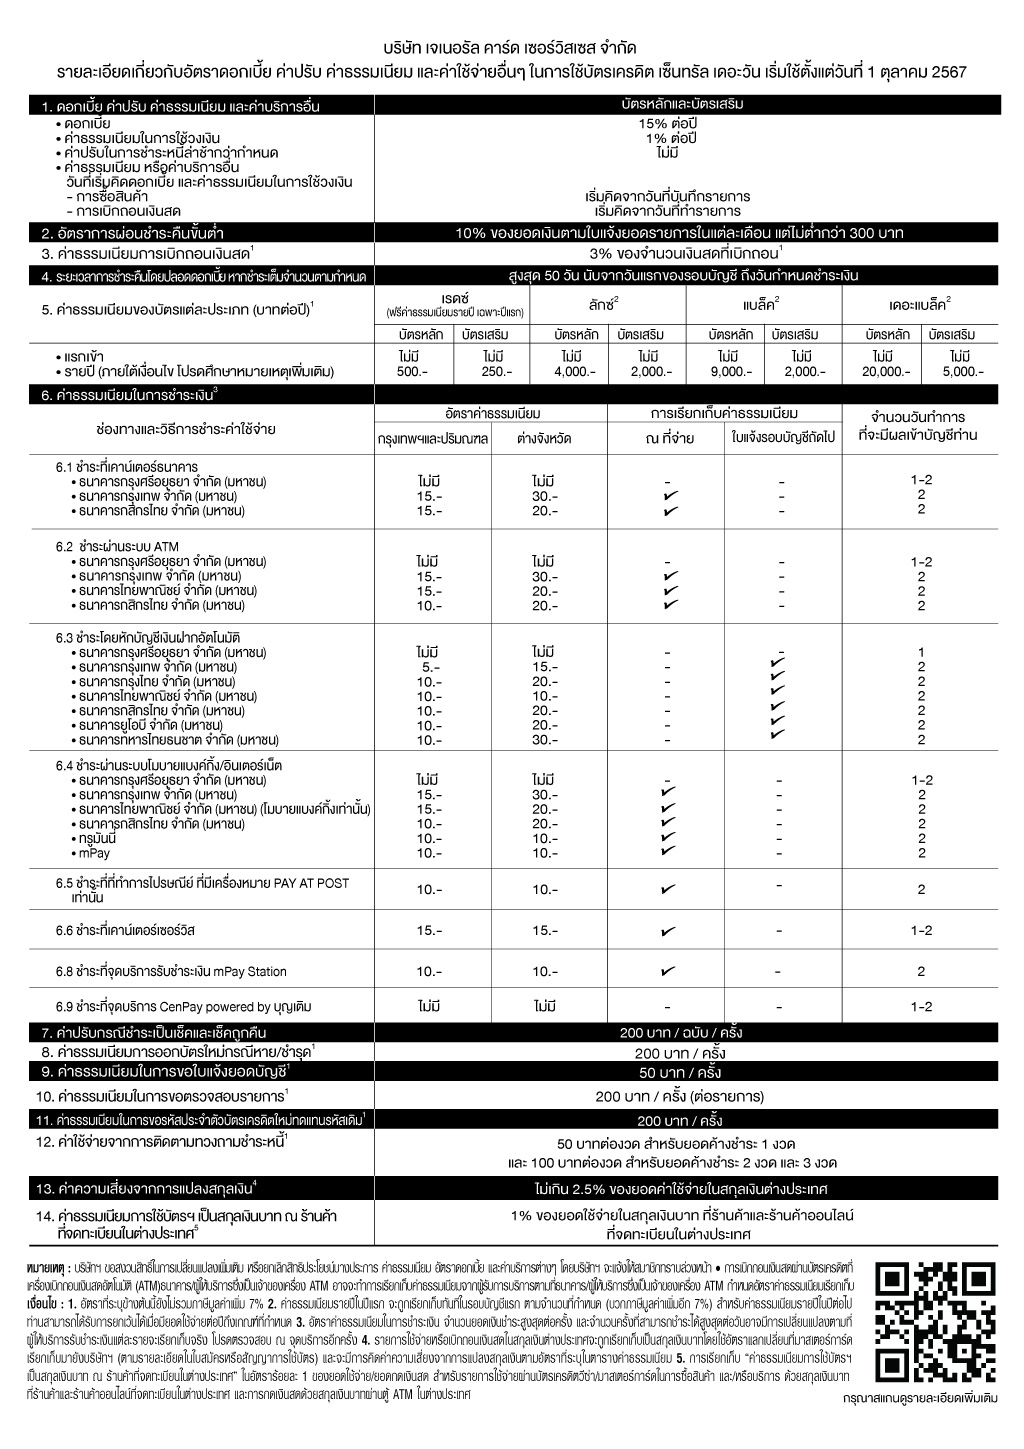 บริษัท เจเนอรัล คาร์ด เซอร์วิสเซส จำกัด
รายละเอียดเกี่ยวกับอัตราดอกเบี้ย ค่าปรับ ค่าธรรมเนียม และค่าใช้จ่ายอื่นๆ ในการใช้บัตรเครดิต เซ็นทรัล เดอะวัน เริ่มใช้ตั้งแต่วันที่ 1 ตุลาคม 2567
1. ดอกเบี้ย ค่าปรับ ค่าธรรมเนียม และค่าบริการอื่น บัตรหลักและบัตรเสริม
• ดอกเบี้ย 15% ต่อปี
• ค่าธรรมเนียมในการใช้วงเงิน 1% ต่อปี
• ค่าปรับในการชำระหนี้ล่าช้ากว่ากำหนด ไม่มี
• ค่าธรรมเนียม หรือค่าบริการอื่น
วันที่เริ่มคิดดอกเบี้ย และค่าธรรมเนียมในการใช้วงเงิน
- การซื้อสินค้า เริ่มคิดจากวันที่บันทึกรายการ
- การเบิกถอนเงินสด เริ่มคิดจากวันที่ทำรายการ
2. อัตราการผ่อนชำระคืนขั้นต่ำ 10% ของยอดเงินตามใบแจ้งยอดรายการในแต่ละเดือน แต่ไม่ต่ำกว่า 300 บาท
3. ค่าธรรมเนียมการเบิกถอนเงินสด¹ 3% ของจำนวนเงินสดที่เบิกถอน¹
4. ระยะเวลาการชำระคืนโดยปลอดดอกเบี้ย หากชำระเต็มจำนวนตามกำหนด สูงสุด 50 วัน นับจากวันแรกของรอบบัญชี ถึงวันกำหนดชำระเงิน
5. ค่าธรรมเนียมของบัตรแต่ละประเภท (บาทต่อปี)¹ เรดซ์ (ฟรีค่าธรรมเนียมรายปี เฉพาะปีแรก) ลักซ์² แบล็ค² เดอะแบล็ค²
บัตรหลัก บัตรเสริม บัตรหลัก บัตรเสริม บัตรหลัก บัตรเสริม บัตรหลัก บัตรเสริม
• แรกเข้า ไม่มี ไม่มี ไม่มี ไม่มี ไม่มี ไม่มี ไม่มี ไม่มี
• รายปี (ภายใต้เงื่อนไข โปรดศึกษาหมายเหตุเพิ่มเติม) 500.- 250.- 4,000.- 2,000.- 9,000.- 2,000.- 20,000.- 5,000.-
6. ค่าธรรมเนียมในการชำระเงิน³
ช่องทางและวิธีการชำระค่าใช้จ่าย อัตราค่าธรรมเนียม การเรียกเก็บค่าธรรมเนียม จำนวนวันทำการ
ที่จะมีผลเข้าบัญชีท่าน
กรุงเทพฯและปริมณฑล ต่างจังหวัด ณ ที่จ่าย ใบแจ้งรอบบัญชีถัดไป
6.1 ชำระที่เคาน์เตอร์ธนาคาร
• ธนาคารกรุงศรีอยุธยา จำกัด (มหาชน) ไม่มี ไม่มี - - 1-2
• ธนาคารกรุงเทพ จำกัด (มหาชน) 15.- 30.- ✓ - 2
• ธนาคารกสิกรไทย จำกัด (มหาชน) 15.- 20.- ✓ - 2
6.2 ชำระผ่านระบบ ATM
• ธนาคารกรุงศรีอยุธยา จำกัด (มหาชน) ไม่มี ไม่มี - - 1-2
• ธนาคารกรุงเทพ จำกัด (มหาชน) 15.- 30.- ✓ - 2
• ธนาคารไทยพาณิชย์ จำกัด (มหาชน) 15.- 20.- ✓ - 2
• ธนาคารกสิกรไทย จำกัด (มหาชน) 10.- 20.- ✓ - 2
6.3 ชำระโดยหักบัญชีเงินฝากอัตโนมัติ
• ธนาคารกรุงศรีอยุธยา จำกัด (มหาชน) ไม่มี ไม่มี - - 1
• ธนาคารกรุงเทพ จำกัด (มหาชน) 5.- 15.- - ✓ 2
• ธนาคารกรุงไทย จำกัด (มหาชน) 10.- 20.- - ✓ 2
• ธนาคารไทยพาณิชย์ จำกัด (มหาชน) 10.- 10.- - ✓ 2
• ธนาคารกสิกรไทย จำกัด (มหาชน) 10.- 20.- - ✓ 2
• ธนาคารยูโอบี จำกัด (มหาชน) 10.- 20.- - ✓ 2
• ธนาคารทหารไทยธนชาต จำกัด (มหาชน) 10.- 30.- - ✓ 2
6.4 ชำระผ่านระบบโมบายแบงค์กิ้ง/อินเตอร์เน็ต
• ธนาคารกรุงศรีอยุธยา จำกัด (มหาชน) ไม่มี ไม่มี - - 1-2
• ธนาคารกรุงเทพ จำกัด (มหาชน) 15.- 30.- ✓ - 2
• ธนาคารไทยพาณิชย์ จำกัด (มหาชน) (โมบายแบงค์กิ้งเท่านั้น) 15.- 20.- ✓ - 2
• ธนาคารกสิกรไทย จำกัด (มหาชน) 10.- 20.- ✓ - 2
• ทรูมันนี่ 10.- 10.- ✓ - 2
• mPay 10.- 10.- ✓ - 2
6.5 ชำระที่ที่ทำการไปรษณีย์ ที่มีเครื่องหมาย PAY AT POST
เท่านั้น 10.- 10.- ✓ - 2
6.6 ชำระที่เคาน์เตอร์เซอร์วิส 15.- 15.- ✓ - 1-2
6.8 ชำระที่จุดบริการรับชำระเงิน mPay Station 10.- 10.- ✓ - 2
6.9 ชำระที่จุดบริการ CenPay powered by บุญเติม ไม่มี ไม่มี - - 1-2
7. ค่าปรับกรณีชำระเป็นเช็คและเช็คถูกคืน 200 บาท / ฉบับ / ครั้ง
8. ค่าธรรมเนียมการออกบัตรใหม่กรณีหาย/ชำรุด¹ 200 บาท / ครั้ง
9. ค่าธรรมเนียมในการขอใบแจ้งยอดบัญชี¹ 50 บาท / ครั้ง
10. ค่าธรรมเนียมในการขอตรวจสอบรายการ¹ 200 บาท / ครั้ง (ต่อรายการ)
11. ค่าธรรมเนียมในการขอรหัสประจำตัวบัตรเครดิตใหม่ทดแทนรหัสเดิม¹ 200 บาท / ครั้ง
12. ค่าใช้จ่ายจากการติดตามทวงถามชำระหนี้¹ 50 บาทต่องวด สำหรับยอดค้างชำระ 1 งวด
และ 100 บาทต่องวด สำหรับยอดค้างชำระ 2 งวด และ 3 งวด
13. ค่าความเสี่ยงจากการแปลงสกุลเงิน⁴ ไม่เกิน 2.5% ของยอดค่าใช้จ่ายในสกุลเงินต่างประเทศ
14. ค่าธรรมเนียมการใช้บัตรฯ เป็นสกุลเงินบาท ณ ร้านค้า 1% ของยอดใช้จ่ายในสกุลเงินบาท ที่ร้านค้าและร้านค้าออนไลน์
ที่จดทะเบียนในต่างประเทศ⁵ ที่จดทะเบียนในต่างประเทศ
หมายเหตุ : บริษัทฯ ขอสงวนสิทธิ์ในการเปลี่ยนแปลงเพิ่มเติม หรือยกเลิกสิทธิประโยชน์บางประการ ค่าธรรมเนียม อัตราดอกเบี้ย และค่าบริการต่างๆ โดยบริษัทฯ จะแจ้งให้สมาชิกทราบล่วงหน้า • การเบิกถอนเงินสดผ่านบัตรเครดิตที่
เครื่องเบิกถอนเงินสดอัตโนมัติ (ATM)ธนาคาร/ผู้ให้บริการซึ่งเป็นเจ้าของเครื่อง ATM อาจจะทำการเรียกเก็บค่าธรรมเนียมจากผู้รับการบริการตามที่ธนาคาร/ผู้ให้บริการซึ่งเป็นเจ้าของเครื่อง ATM กำหนดอัตราค่าธรรมเนียมเรียกเก็บ
เงื่อนไข : 1. อัตราที่ระบุข้างต้นนี้ยังไม่รวมภาษีมูลค่าเพิ่ม 7% 2. ค่าธรรมเนียมรายปีในปีแรก จะถูกเรียกเก็บทันทีในรอบบัญชีแรก ตามจำนวนที่กำหนด (บวกภาษีมูลค่าเพิ่มอีก 7%) สำหรับค่าธรรมเนียมรายปีในปีต่อไป
ท่านสามารถได้รับการยกเว้นได้เมื่อมียอดใช้จ่ายต่อปีถึงเกณฑ์ที่กำหนด 3. อัตราค่าธรรมเนียมในการชำระเงิน จำนวนยอดเงินชำระสูงสุดต่อครั้ง และจำนวนครั้งที่สามารถชำระได้สูงสุดต่อวันอาจมีการเปลี่ยนแปลงตามที่
ผู้ให้บริการรับชำระเงินแต่ละรายจะเรียกเก็บจริง โปรดตรวจสอบ ณ จุดบริการอีกครั้ง 4. รายการใช้จ่ายหรือเบิกถอนเงินสดในสกุลเงินต่างประเทศจะถูกเรียกเก็บเป็นสกุลเงินบาทโดยใช้อัตราแลกเปลี่ยนที่มาสเตอร์การ์ด
เรียกเก็บมายังบริษัทฯ (ตามรายละเอียดในใบสมัครหรือสัญญาการใช้บัตร) และจะมีการคิดค่าความเสี่ยงจากการแปลงสกุลเงินตามอัตราที่ระบุในตารางค่าธรรมเนียม 5. การเรียกเก็บ “ค่าธรรมเนียมการใช้บัตรฯ
เป็นสกุลเงินบาท ณ ร้านค้าที่จดทะเบียนในต่างประเทศ” ในอัตราร้อยละ 1 ของยอดใช้จ่าย/ยอดกดเงินสด สำหรับรายการใช้จ่ายผ่านบัตรเครดิตวีซ่า/มาสเตอร์การ์ดในการซื้อสินค้า และ/หรือบริการ ด้วยสกุลเงินบาท
ที่ร้านค้าและร้านค้าออนไลน์ที่จดทะเบียนในต่างประเทศ และการกดเงินสดด้วยสกุลเงินบาทผ่านตู้ ATM ในต่างประเทศ
กรุณาสแกนดูรายละเอียดเพิ่มเติม